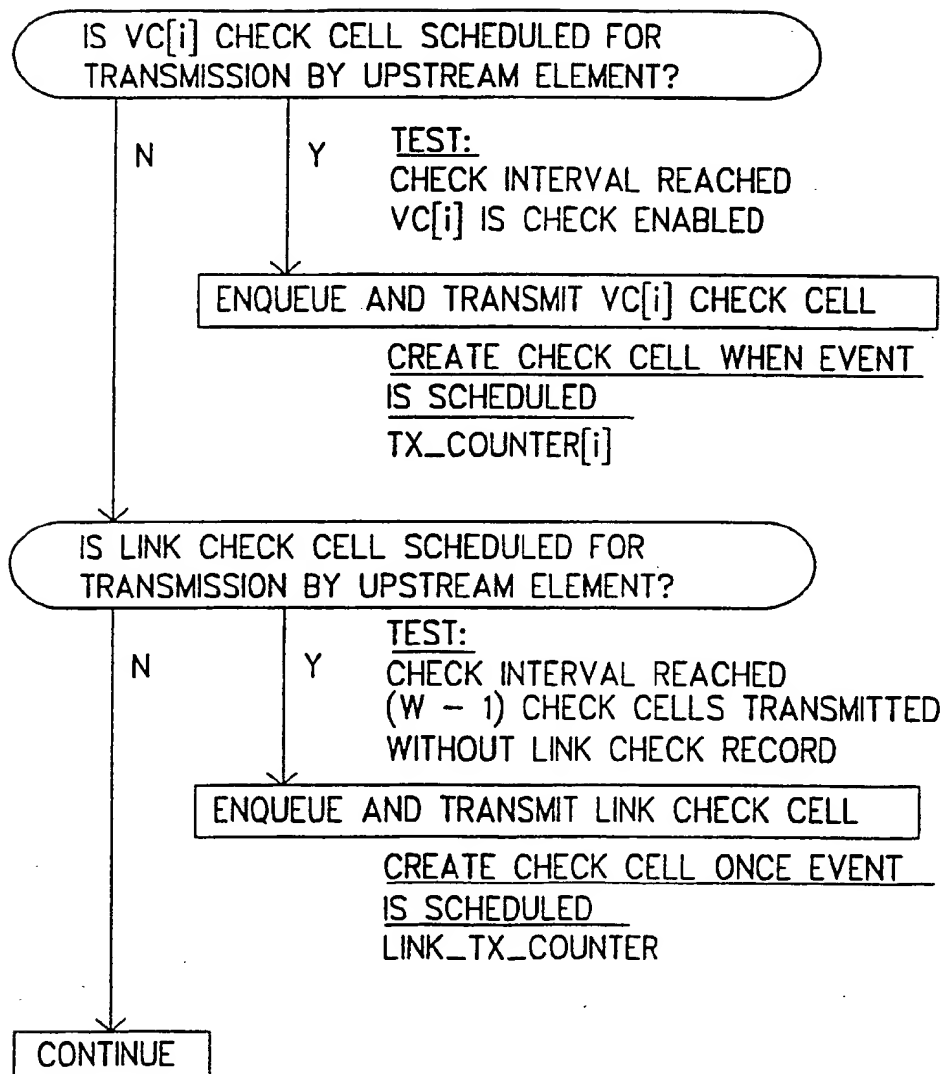 IS VC[i] CHECK CELL SCHEDULED FOR
TRANSMISSION BY UPSTREAM ELEMENT?
N
Y
TEST:
CHECK INTERVAL REACHED
VC[i] IS CHECK ENABLED
ENQUEUE AND TRANSMIT VC[i] CHECK CELL
CREATE CHECK CELL WHEN EVENT
IS SCHEDULED
TX_COUNTER[i]
IS LINK CHECK CELL SCHEDULED FOR
TRANSMISSION BY UPSTREAM ELEMENT?
N
Y
TEST:
CHECK INTERVAL REACHED
(W - 1) CHECK CELLS TRANSMITTED
WITHOUT LINK CHECK RECORD
ENQUEUE AND TRANSMIT LINK CHECK CELL
CREATE CHECK CELL ONCE EVENT
IS SCHEDULED
LINK_TX_COUNTER
CONTINUE